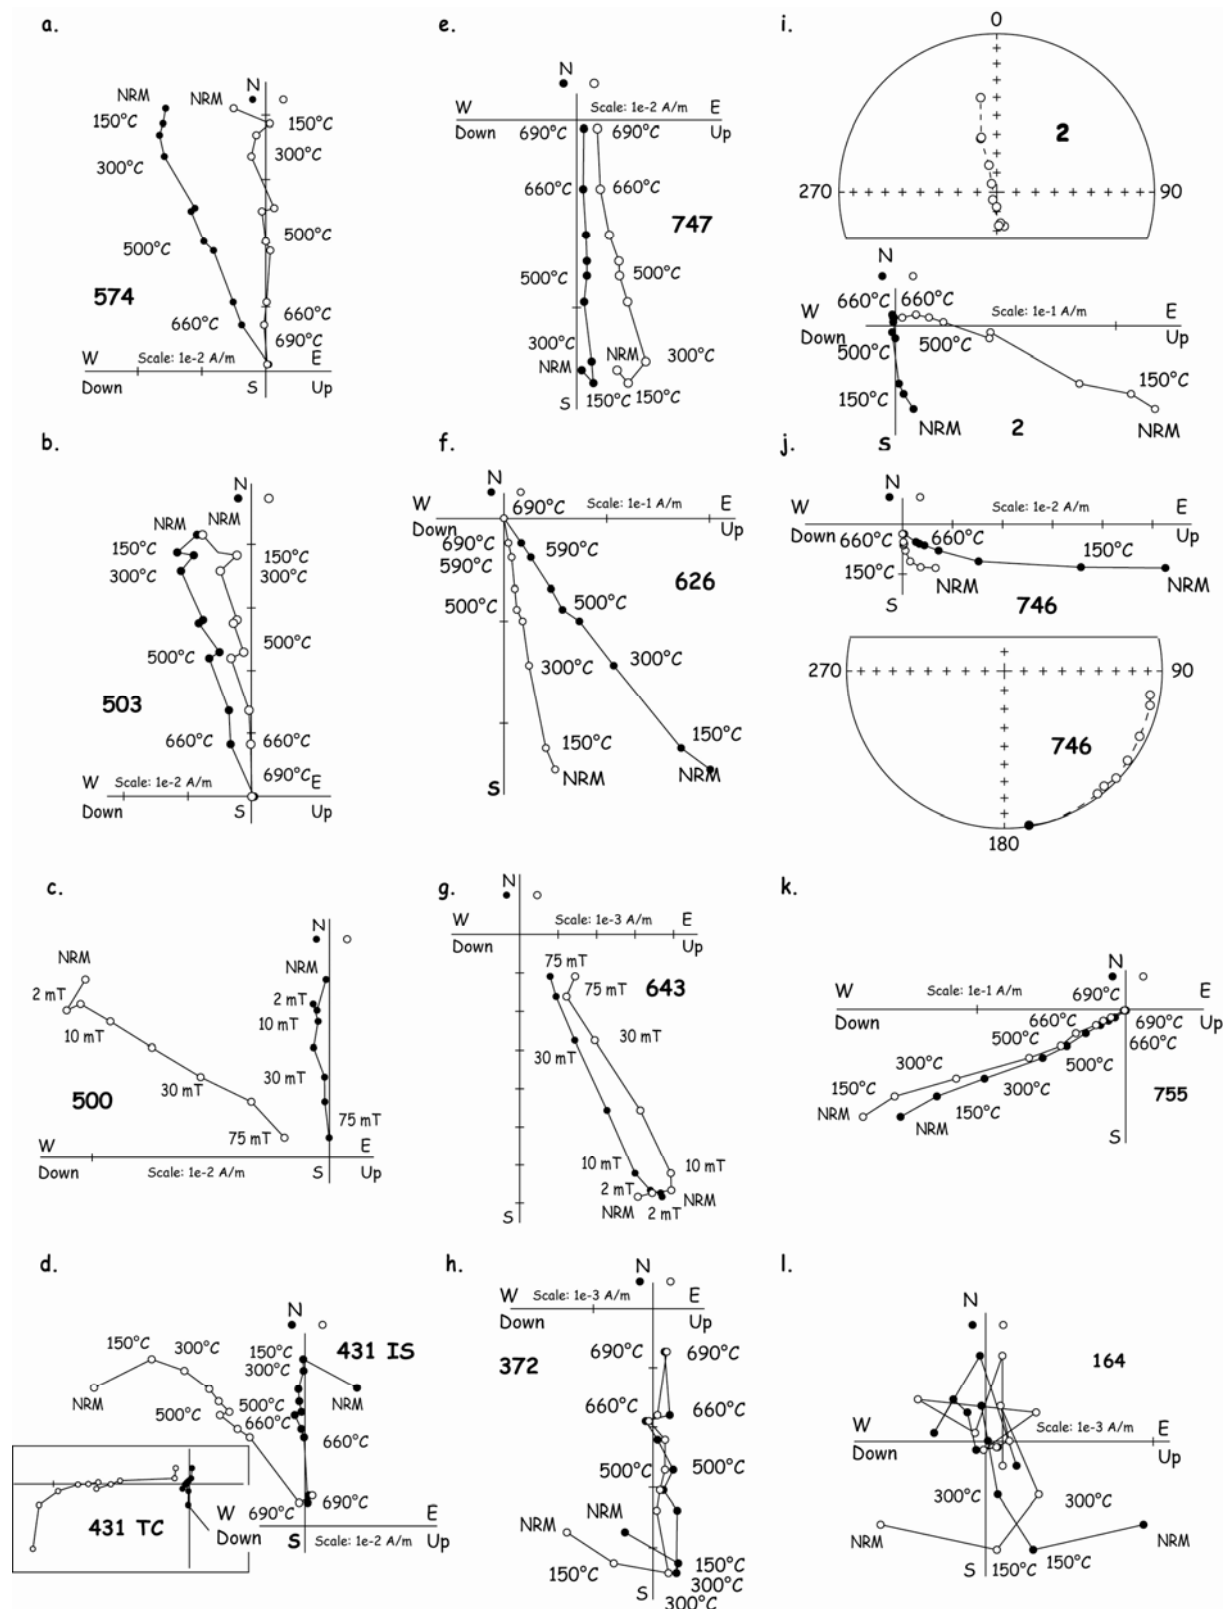 a.
N
NRM
NRM
150°C
150°C
300°C
300°C
500°C
500°C
574
660°C
660°C
690°C
W
Scale: 1e-2 A/m
E
Down
S
Up
b.
N
NRM
NRM
150°C
150°C
300°C
300°C
500°C
500°C
503
660°C
660°C
690°C
W
Scale: 1e-2 A/m
E
Down
S
Up
c.
N
NRM
NRM
2 mT
2 mT
10 mT
10 mT
30 mT
30 mT
500
75 mT
75 mT
W
E
Down
Scale: 1e-2 A/m
S
Up
d.
N
150°C
300°C
150°C
431 IS
300°C
NRM
NRM
500°C
500°C
660°C
660°C
690°C
690°C
431 TC
W
E
Down
S
Scale: 1e-2 A/m
Up
e.
N
W
Scale: 1e-2 A/m
E
Down
690°C
690°C
Up
660°C
660°C
747
500°C
500°C
300°C
NRM
300°C
NRM
S
150°C
150°C
f.
N
W
690°C
Scale: 1e-1 A/m
E
Down
Up
690°C
590°C
590°C
626
500°C
500°C
300°C
300°C
150°C
150°C
NRM
NRM
S
g.
N
W
Scale: 1e-3 A/m
E
Down
Up
75 mT
75 mT
643
30 mT
30 mT
10 mT
10 mT
2 mT
NRM
NRM
2 mT
S
h.
N
W
Scale: 1e-3 A/m
E
Down
Up
372
690°C
690°C
660°C
660°C
500°C
500°C
NRM
NRM
150°C
150°C
300°C
S
300°C
i.
0
2
270
90
N
660°C
660°C
W
Scale: 1e-1 A/m
E
Down
Up
500°C
500°C
150°C
150°C
NRM
2
NRM
S
j.
N
W
Scale: 1e-2 A/m
E
Down
Up
660°C
660°C
150°C
150°C
NRM
NRM
S
746
270
90
746
180
k.
N
W
Scale: 1e-1 A/m
690°C
E
Down
660°C
690°C
Up
500°C
660°C
300°C
500°C
150°C
300°C
755
NRM
150°C
NRM
S
l.
N
164
W
Scale: 1e-3 A/m
E
Down
Up
300°C
300°C
NRM
NRM
S
150°C
150°C